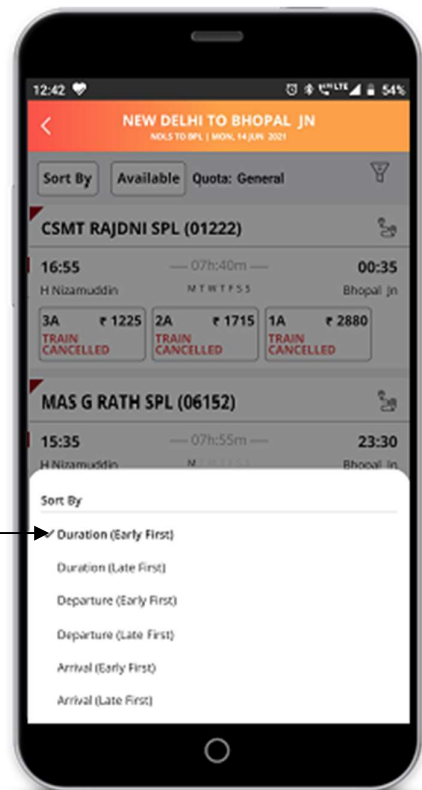 12:42 LTE 54%
NEW DELHI TO BHOPAL JN
NDLS TO BPL | MON, 14 JUN 2021
Sort By Available Quota: General
CSMT RAJDNI SPL (01222)
16:55 07h:40m 00:35
H Nizamuddin M T W T F S S Bhopal Jn
3A ₹ 1225 2A ₹ 1715 1A ₹ 2880
TRAIN TRAIN TRAIN
CANCELLED CANCELLED CANCELLED
MAS G RATH SPL (06152)
15:35 07h:55m 23:30
H Nizamuddin M T W T F S S Bhopal Jn
Sort By
✓ Duration (Early First)
Duration (Late First)
Departure (Early First)
Departure (Late First)
Arrival (Early First)
Arrival (Late First)